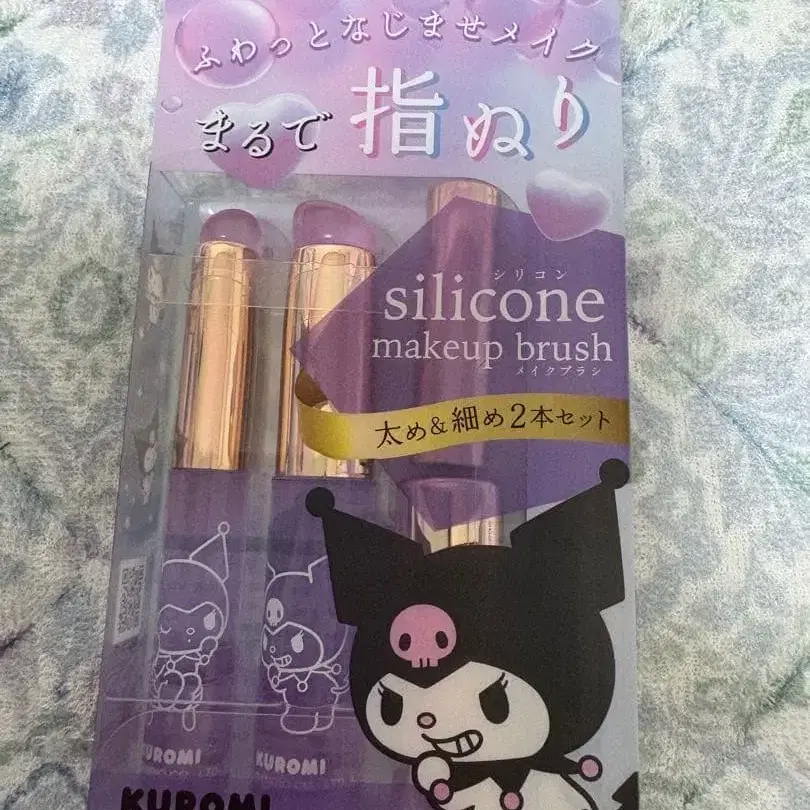 ふわっとなじませメイク
まるで指ぬり
シリコン
silicone
makeup brush
メイクブラシ
太め&細め2本セット
KUROMI
KUROMI